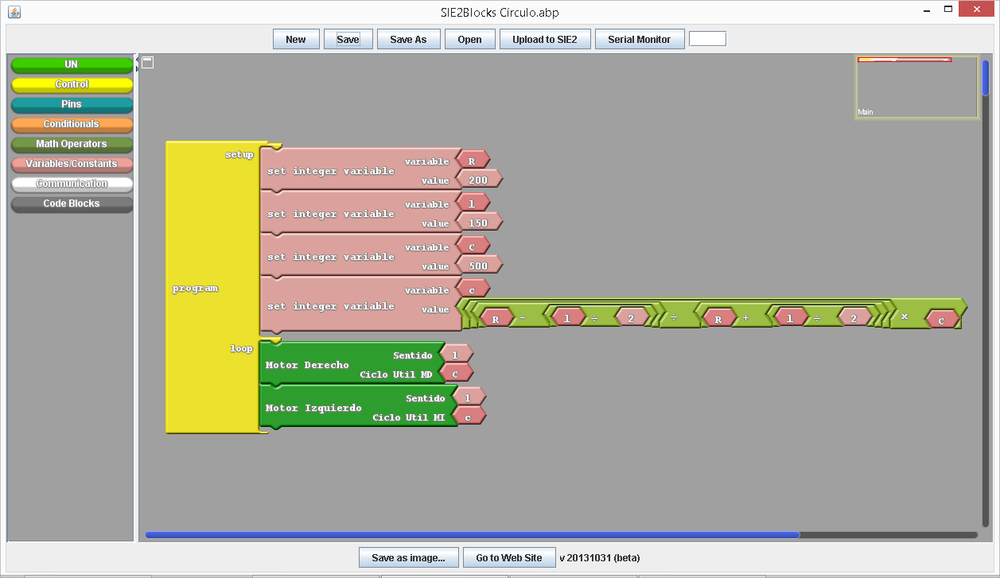 SIE2Blocks Círculo.abp
New Save Save As Open Upload to SIE2 Serial Monitor
UN
Control
Pins
Conditionals
Math Operators
Variables/Constants
Communication
Code Blocks
Main
program
setup
set integer variable variable R
value 200
set integer variable variable l
value 150
set integer variable variable C
value 500
set integer variable variable c
value R - l ÷ 2 ÷ R + l ÷ 2 × c
loop
Motor Derecho Sentido 1
Ciclo Util MD C
Motor Izquierdo Sentido 1
Ciclo Util MI c
Save as image... Go to Web Site v 20131031 (beta)